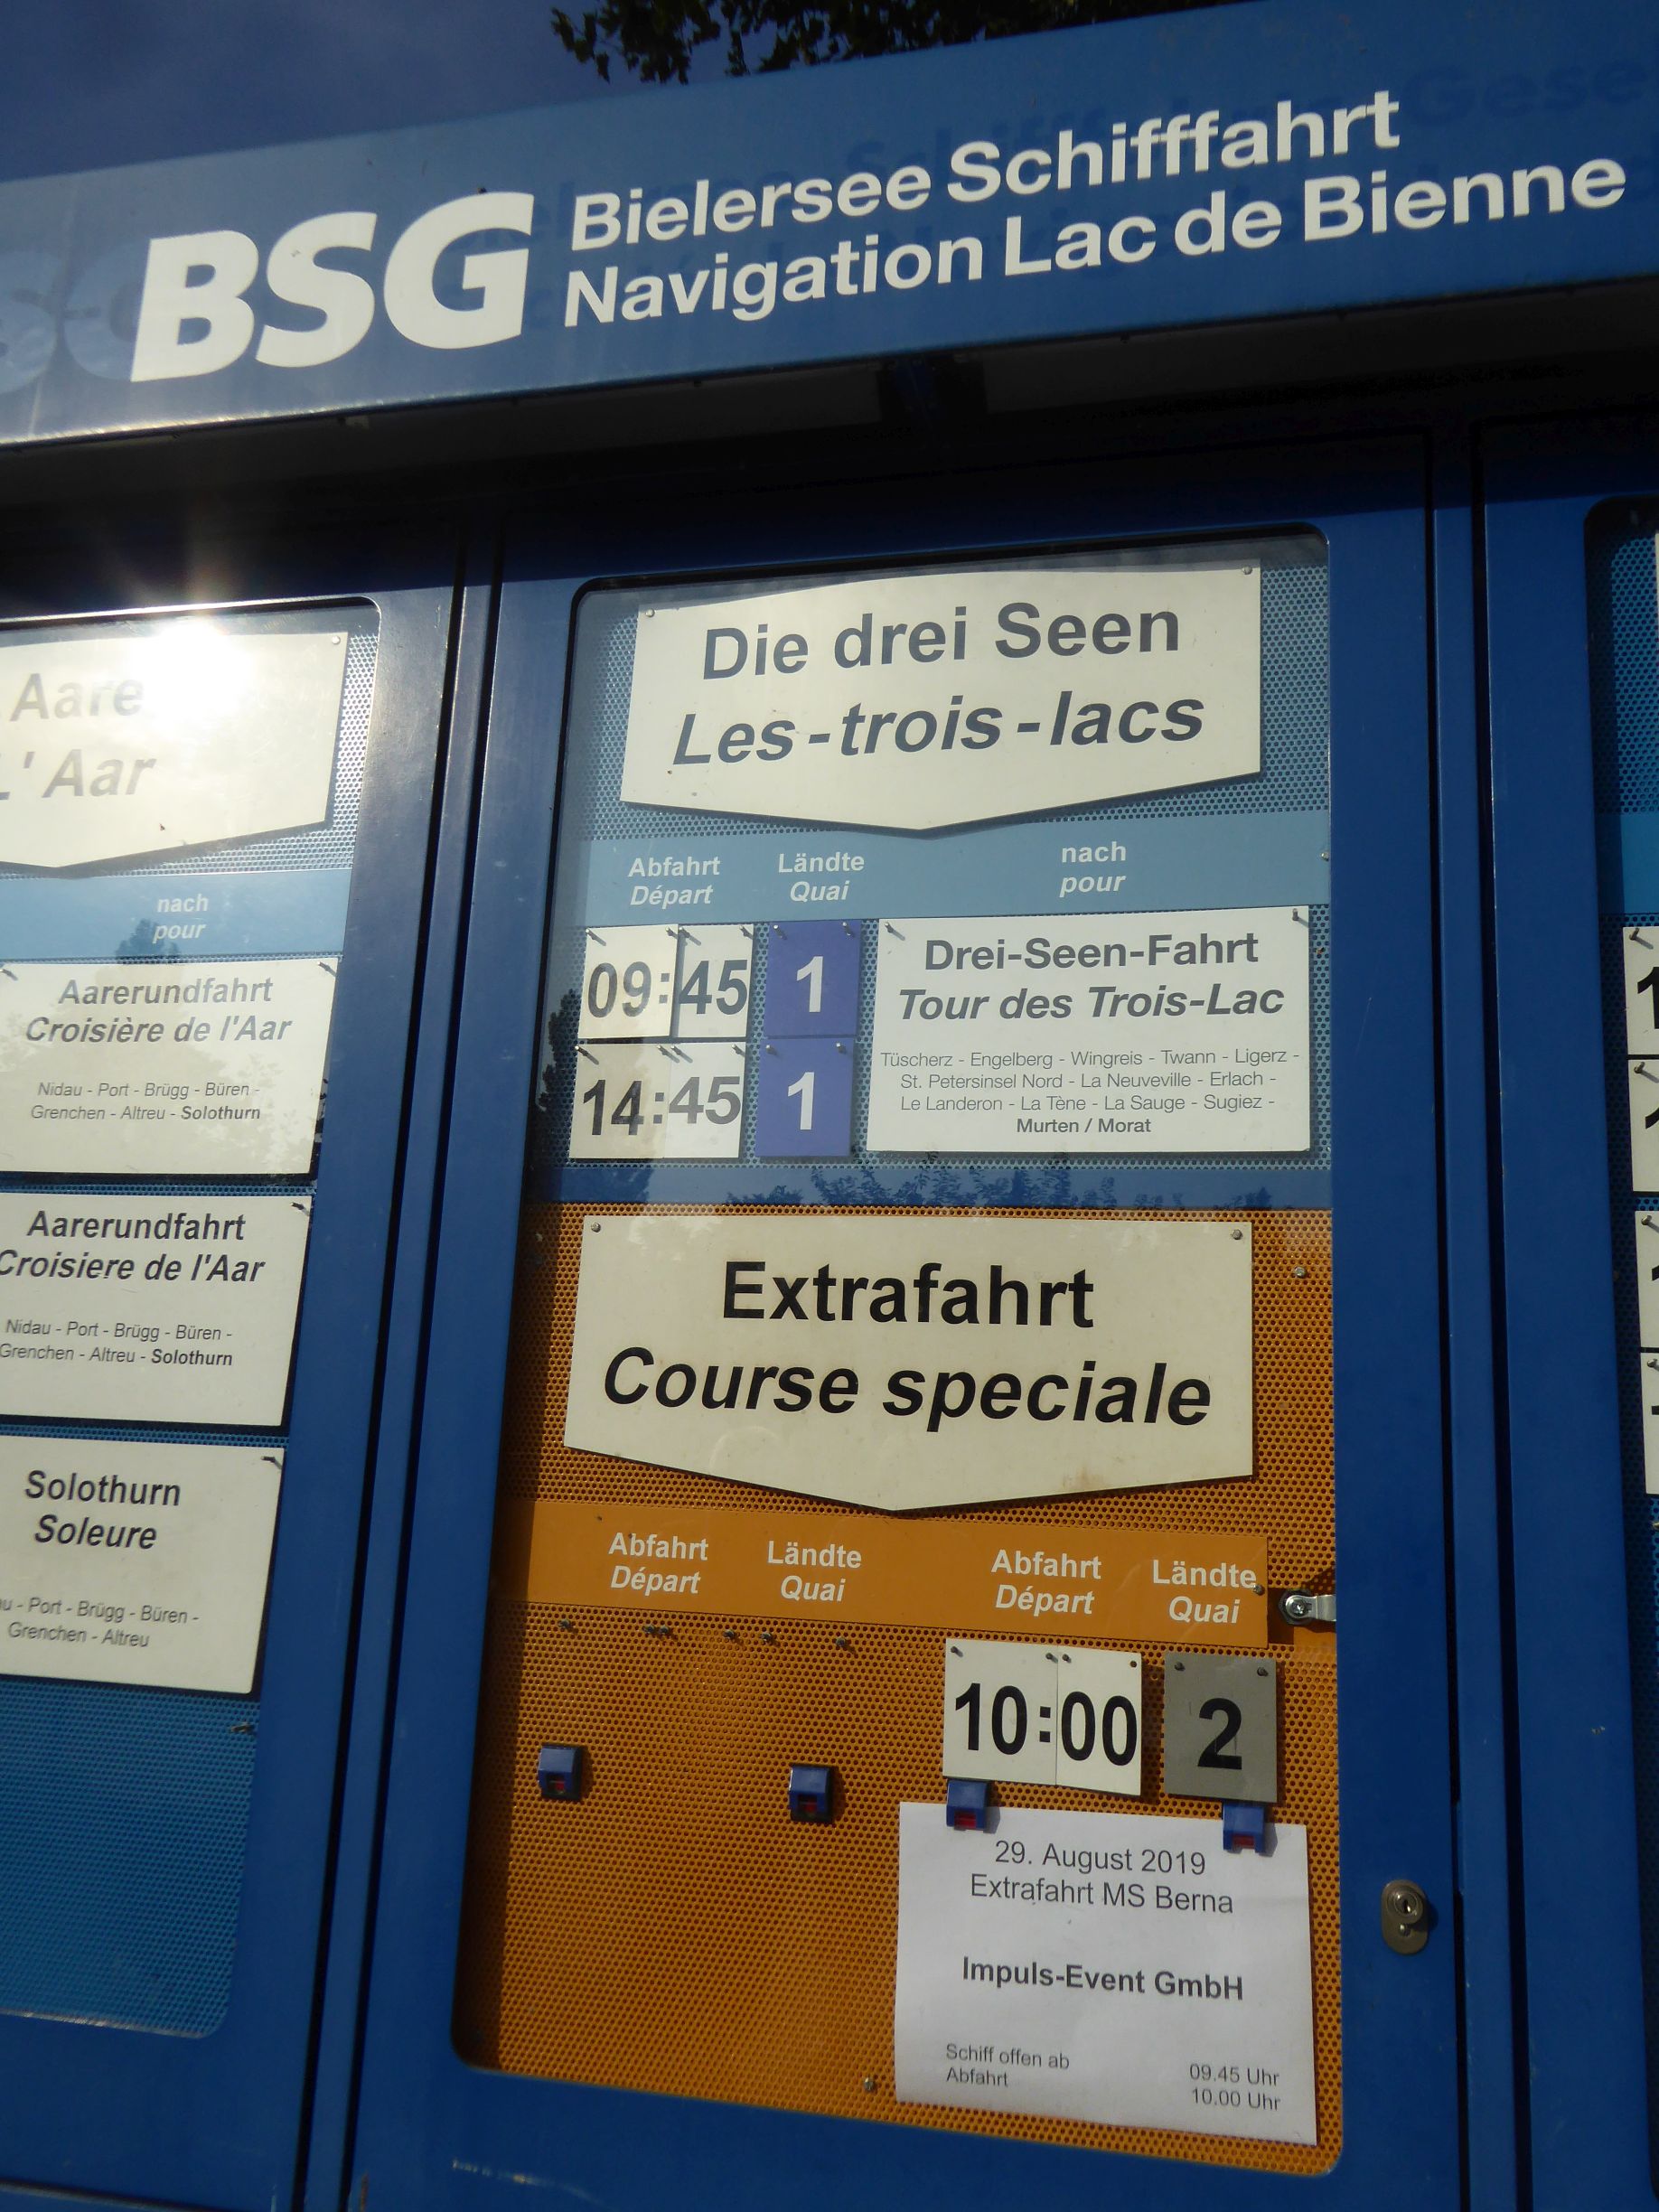 BSG Bielersee Schifffahrt
Navigation Lac de Bienne
Aare
L'Aar
nach
pour
Aarerundfahrt
Croisière de l'Aar
Nidau - Port - Brügg - Büren -
Grenchen - Altreu - Solothurn
Aarerundfahrt
Croisiere de l'Aar
Nidau - Port - Brügg - Büren -
Grenchen - Altreu - Solothurn
Solothurn
Soleure
- Port - Brügg - Büren -
Grenchen - Altreu
Die drei Seen
Les-trois-lacs
Abfahrt Ländte nach
Départ Quai pour
09:45 1
14:45 1
Drei-Seen-Fahrt
Tour des Trois-Lac
Tüscherz - Engelberg - Wingreis - Twann - Ligerz -
St. Petersinsel Nord - La Neuveville - Erlach -
Le Landeron - La Tène - La Sauge - Sugiez -
Murten / Morat
Extrafahrt
Course speciale
Abfahrt Ländte Abfahrt Ländte
Départ Quai Départ Quai
10:00 2
29. August 2019
Extrafahrt MS Berna
Impuls-Event GmbH
Schiff offen ab 09.45 Uhr
Abfahrt 10.00 Uhr